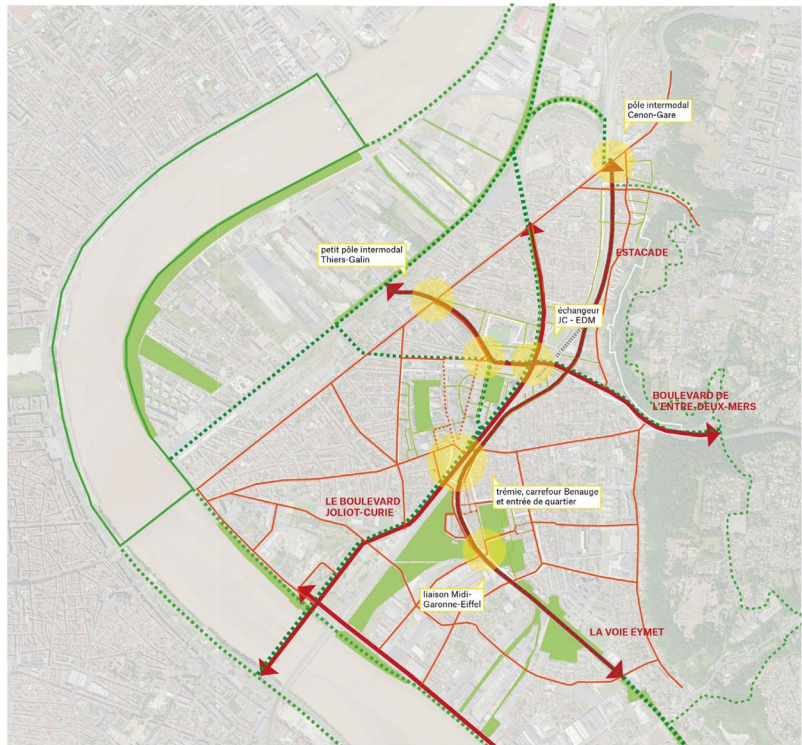 pôle intermodal
Cenon-Gare
petit pôle intermodal
Thiers-Galin
ESTACADE
échangeur
JC - EDM
BOULEVARD DE
L'ENTRE-DEUX-MERS
LE BOULEVARD
JOLIOT-CURIE
trémie, carrefour Benauge
et entrée de quartier
liaison Midi-
Garonne-Eiffel
LA VOIE EYMET